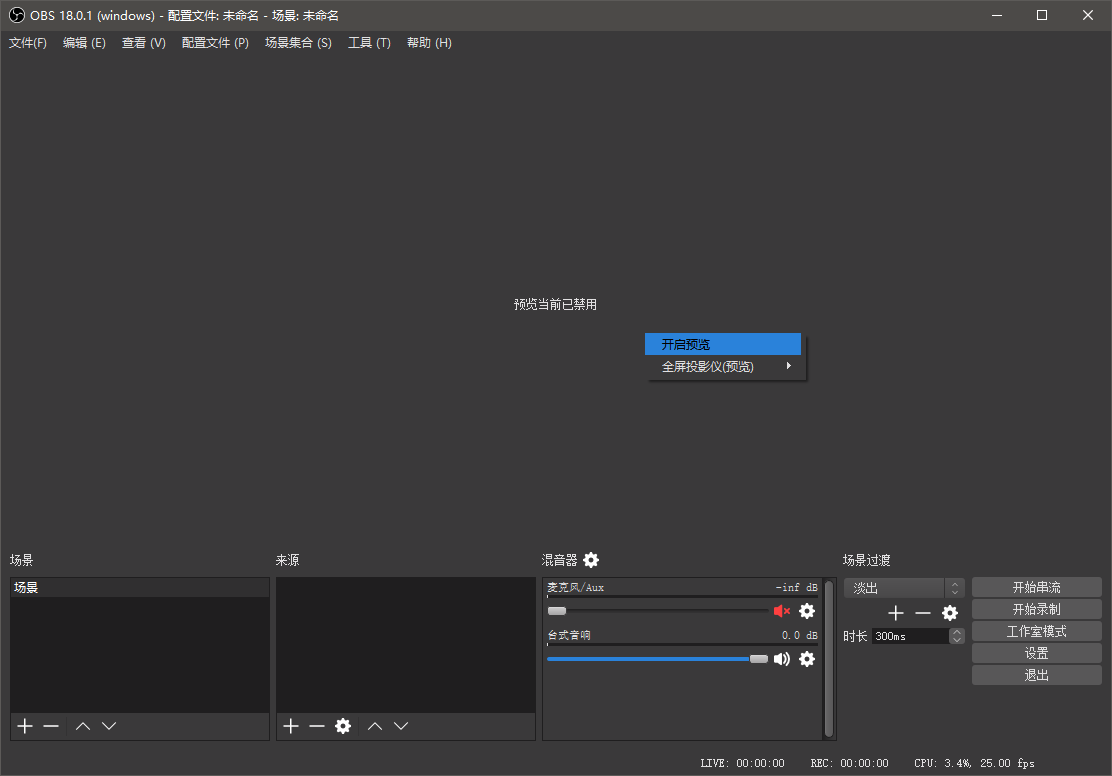 OBS 18.0.1 (windows) - 配置文件: 未命名 - 场景: 未命名
文件(F) 编辑 (E) 查看 (V) 配置文件 (P) 场景集合 (S) 工具 (T) 帮助 (H)
预览当前已禁用
开启预览
全屏投影仪(预览)
场景
场景
来源
混音器
麦克风/Aux -inf dB
台式音响 0.0 dB
场景过渡
淡出
时长 300ms
开始串流
开始录制
工作室模式
设置
退出
LIVE: 00:00:00 REC: 00:00:00 CPU: 3.4%, 25.00 fps